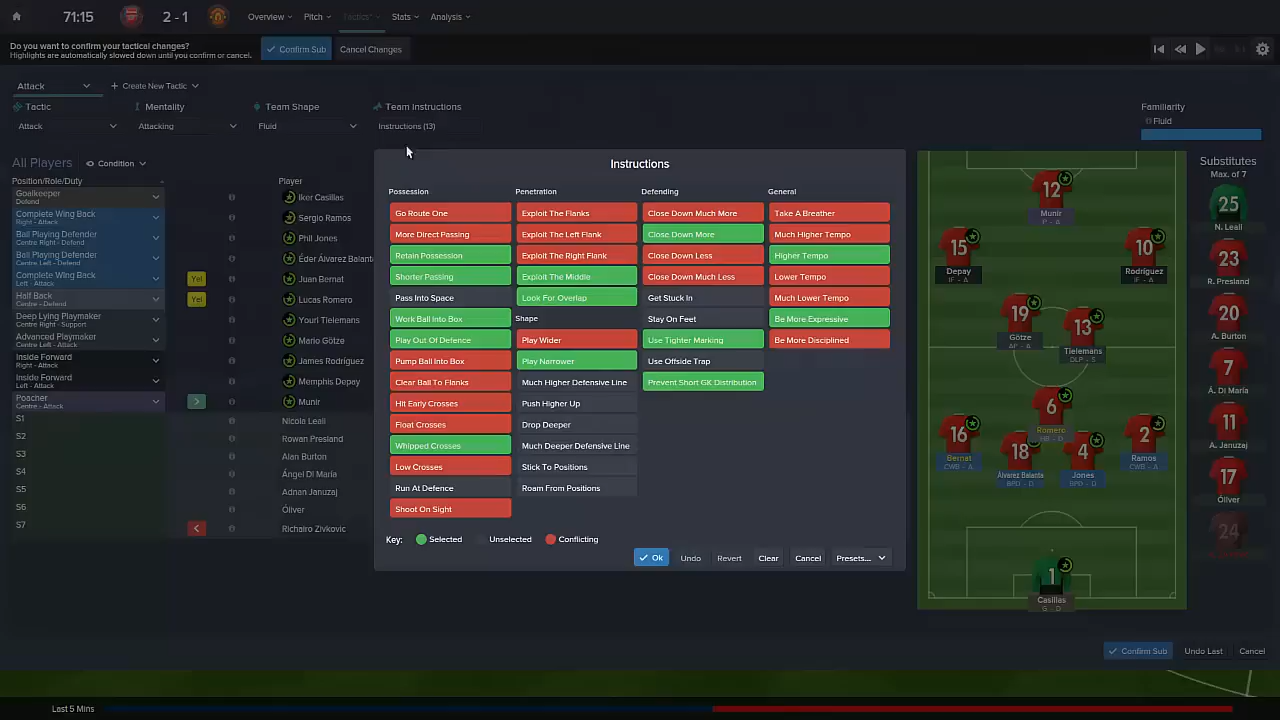 71:15
2 - 1
Overview
Pitch
Tactics*
Stats
Analysis
Do you want to confirm your tactical changes?
Highlights are automatically slowed down until you confirm or cancel.
Confirm Sub
Cancel Changes
Attack
+ Create New Tactic
Tactic
Mentality
Team Shape
Team Instructions
Familiarity
Attack
Attacking
Fluid
Instructions (13)
Fluid
All Players
Condition
Position/Role/Duty
Player
Goalkeeper
Defend
Iker Casillas
Complete Wing Back
Right - Attack
Sergio Ramos
Ball Playing Defender
Centre Right - Defend
Phil Jones
Ball Playing Defender
Centre Left - Defend
Éder Álvarez Balanta
Complete Wing Back
Left - Attack
Yel
Juan Bernat
Half Back
Centre - Defend
Yel
Lucas Romero
Deep Lying Playmaker
Centre Right - Support
Youri Tielemans
Advanced Playmaker
Centre Left - Attack
Mario Götze
Inside Forward
Right - Attack
James Rodríguez
Inside Forward
Left - Attack
Memphis Depay
Poacher
Centre - Attack
Munir
S1
Nicola Leali
S2
Rowan Presland
S3
Alan Burton
S4
Ángel Di María
S5
Adnan Januzaj
S6
Óliver
S7
Richairo Zivkovic
Instructions
Possession
Go Route One
More Direct Passing
Retain Possession
Shorter Passing
Pass Into Space
Work Ball Into Box
Play Out Of Defence
Pump Ball Into Box
Clear Ball To Flanks
Hit Early Crosses
Float Crosses
Whipped Crosses
Low Crosses
Run At Defence
Shoot On Sight
Penetration
Exploit The Flanks
Exploit The Left Flank
Exploit The Right Flank
Exploit The Middle
Look For Overlap
Shape
Play Wider
Play Narrower
Much Higher Defensive Line
Push Higher Up
Drop Deeper
Much Deeper Defensive Line
Stick To Positions
Roam From Positions
Defending
Close Down Much More
Close Down More
Close Down Less
Close Down Much Less
Get Stuck In
Stay On Feet
Use Tighter Marking
Use Offside Trap
Prevent Short GK Distribution
General
Take A Breather
Much Higher Tempo
Higher Tempo
Lower Tempo
Much Lower Tempo
Be More Expressive
Be More Disciplined
Key:
Selected
Unselected
Conflicting
Ok
Undo
Revert
Clear
Cancel
Presets...
12
Munir
P - A
15
Depay
IF - A
10
Rodríguez
IF - A
19
Götze
AP - A
13
Tielemans
DLP - S
6
Romero
HB - D
16
Bernat
CWB - A
18
Álvarez Balanta
BPD - D
4
Jones
BPD - D
2
Ramos
CWB - A
1
Casillas
G - D
Substitutes
Max. of 7
25
N. Leali
23
R. Presland
20
A. Burton
7
Á. Di María
11
A. Januzaj
17
Óliver
24
Confirm Sub
Undo Last
Cancel
Last 5 Mins